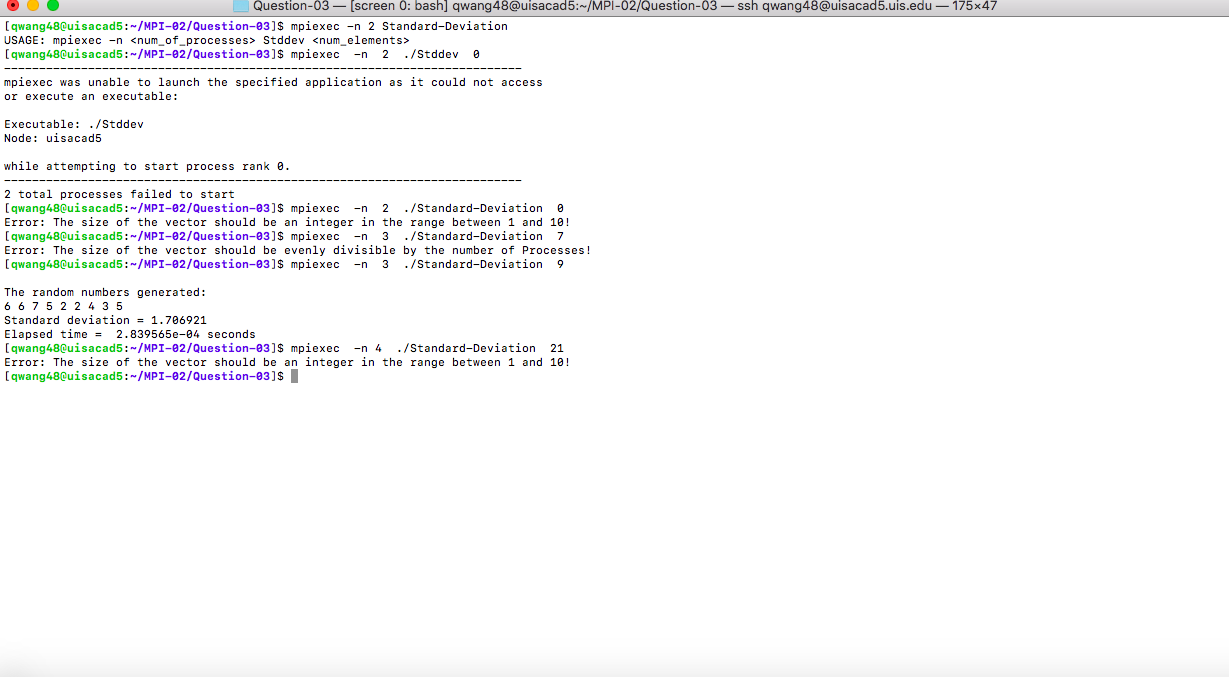 Question-03 — [screen 0: bash] qwang48@uisacad5:~/MPI-02/Question-03 — ssh qwang48@uisacad5.uis.edu — 175×47
[qwang48@uisacad5:~/MPI-02/Question-03]$ mpiexec -n 2 Standard-Deviation
USAGE: mpiexec -n <num_of_processes> Stddev <num_elements>
[qwang48@uisacad5:~/MPI-02/Question-03]$ mpiexec  -n  2  ./Stddev  0
--------------------------------------------------------------------------
mpiexec was unable to launch the specified application as it could not access
or execute an executable:

Executable: ./Stddev
Node: uisacad5

while attempting to start process rank 0.
--------------------------------------------------------------------------
2 total processes failed to start
[qwang48@uisacad5:~/MPI-02/Question-03]$ mpiexec  -n  2  ./Standard-Deviation  0
Error: The size of the vector should be an integer in the range between 1 and 10!
[qwang48@uisacad5:~/MPI-02/Question-03]$ mpiexec  -n  3  ./Standard-Deviation  7
Error: The size of the vector should be evenly divisible by the number of Processes!
[qwang48@uisacad5:~/MPI-02/Question-03]$ mpiexec  -n  3  ./Standard-Deviation  9

The random numbers generated:
6 6 7 5 2 2 4 3 5
Standard deviation = 1.706921
Elapsed time =  2.839565e-04 seconds
[qwang48@uisacad5:~/MPI-02/Question-03]$ mpiexec  -n 4  ./Standard-Deviation  21
Error: The size of the vector should be an integer in the range between 1 and 10!
[qwang48@uisacad5:~/MPI-02/Question-03]$